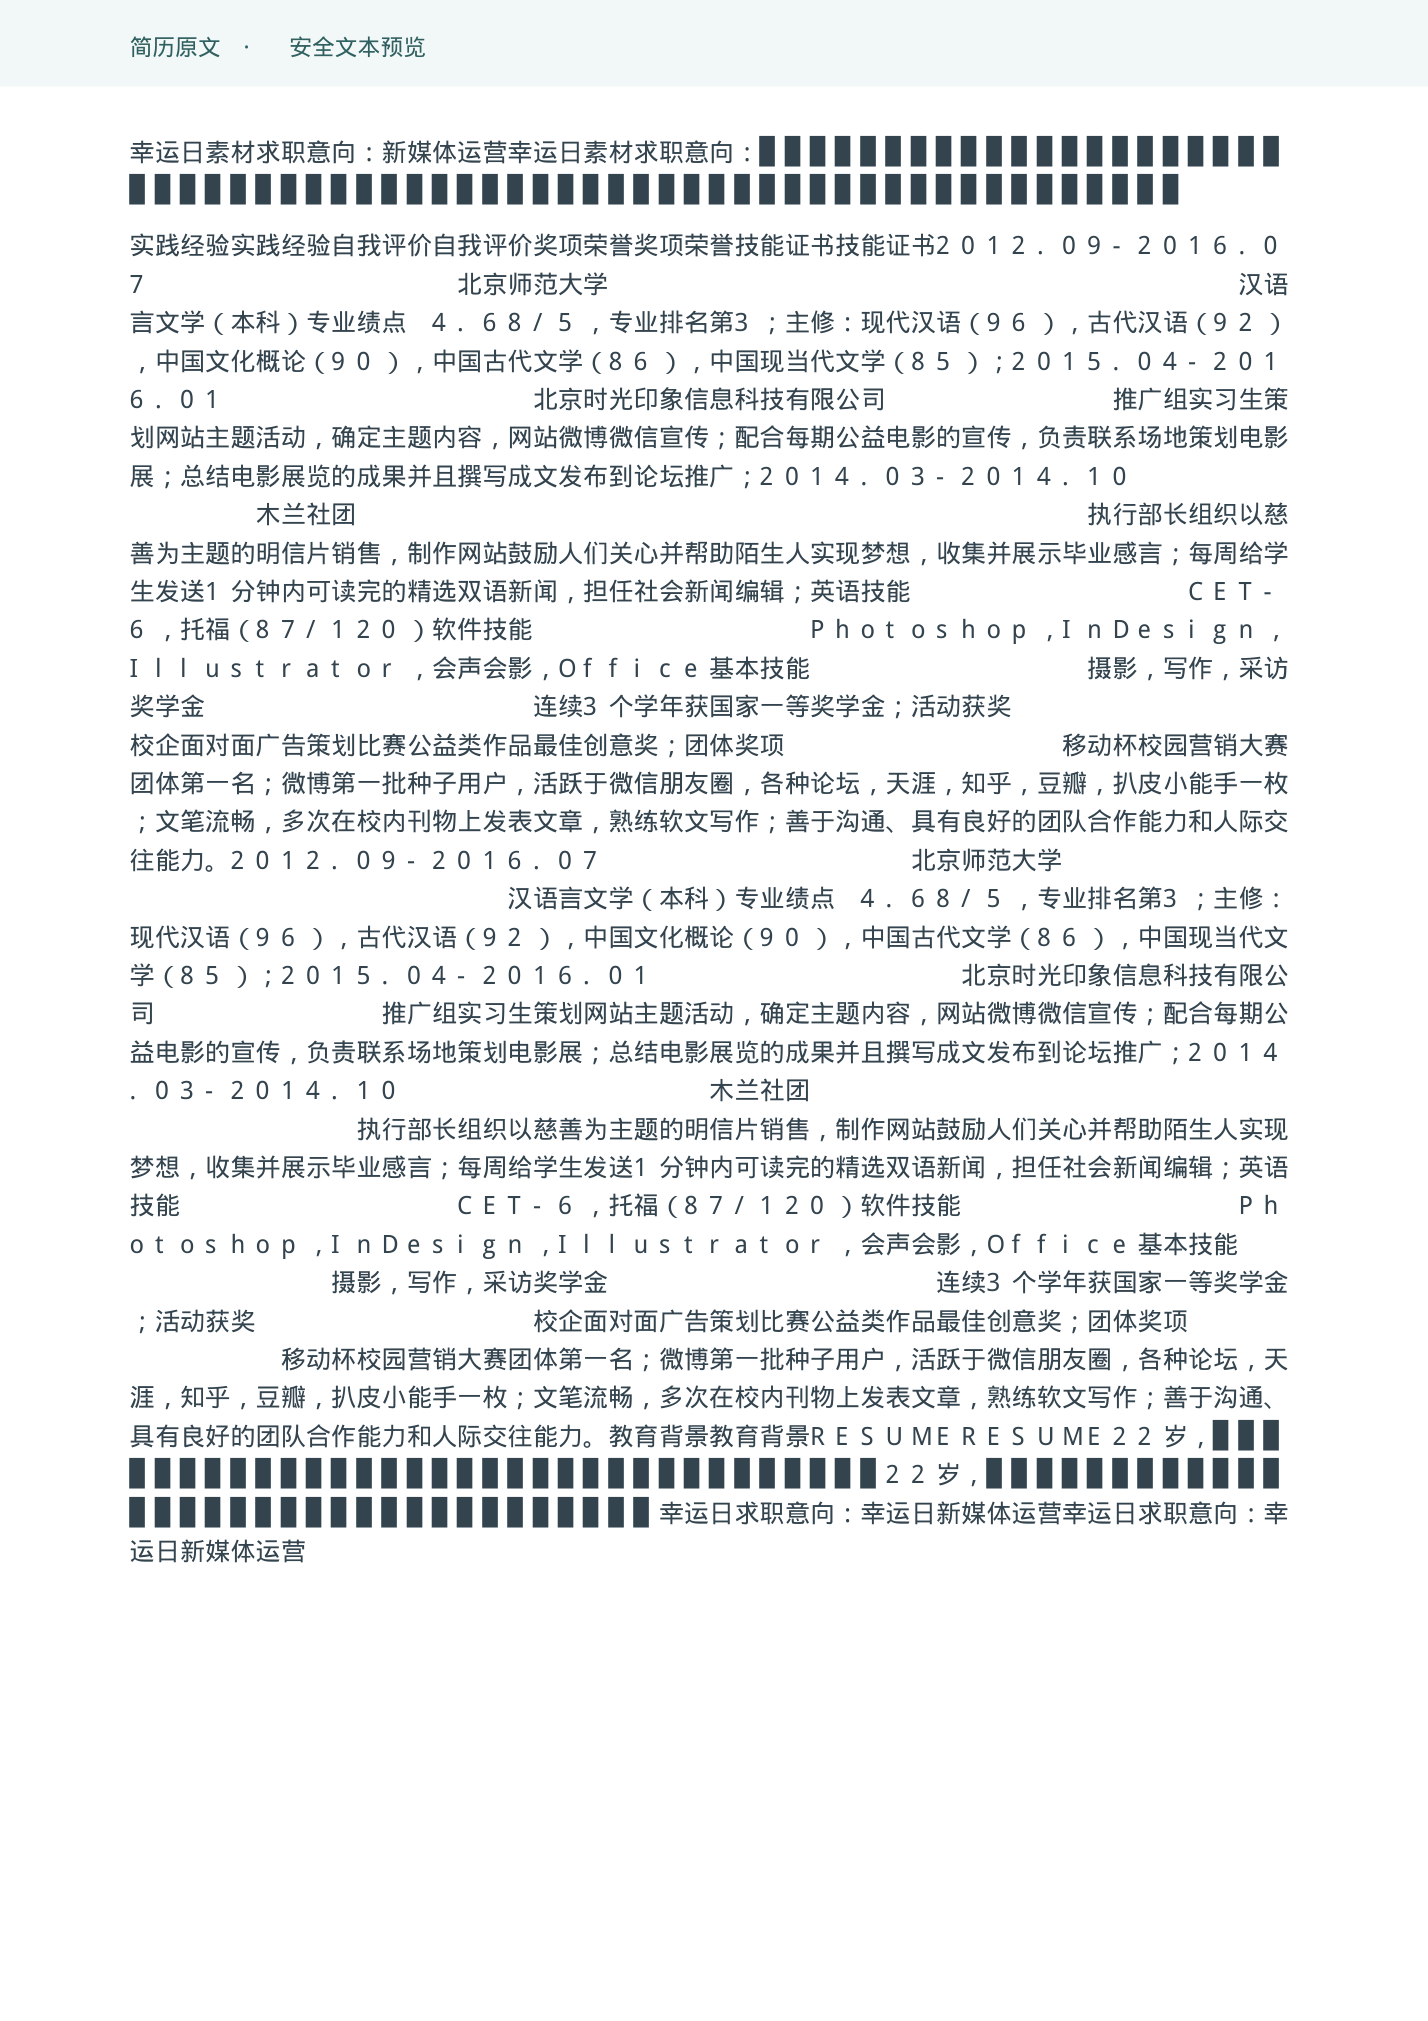 简历原文 · 安全文本预览
幸运日素材求职意向：新媒体运营幸运日素材求职意向：
实践经验实践经验自我评价自我评价奖项荣誉奖项荣誉技能证书技能证书2012.09-2016.0
7 北京师范大学 汉语
言文学（本科）专业绩点 4.68/5，专业排名第3；主修：现代汉语（96），古代汉语（92）
，中国文化概论（90），中国古代文学（86），中国现当代文学（85）；2015.04-201
6.01 北京时光印象信息科技有限公司 推广组实习生策
划网站主题活动，确定主题内容，网站微博微信宣传；配合每期公益电影的宣传，负责联系场地策划电影
展；总结电影展览的成果并且撰写成文发布到论坛推广；2014.03-2014.10
木兰社团 执行部长组织以慈
善为主题的明信片销售，制作网站鼓励人们关心并帮助陌生人实现梦想，收集并展示毕业感言；每周给学
生发送1分钟内可读完的精选双语新闻，担任社会新闻编辑；英语技能 CET-
6，托福（87/120）软件技能 Photoshop，InDesign，
Illustrator，会声会影，Office基本技能 摄影，写作，采访
奖学金 连续3个学年获国家一等奖学金；活动获奖
校企面对面广告策划比赛公益类作品最佳创意奖；团体奖项 移动杯校园营销大赛
团体第一名；微博第一批种子用户，活跃于微信朋友圈，各种论坛，天涯，知乎，豆瓣，扒皮小能手一枚
；文笔流畅，多次在校内刊物上发表文章，熟练软文写作；善于沟通、具有良好的团队合作能力和人际交
往能力。2012.09-2016.07 北京师范大学
汉语言文学（本科）专业绩点 4.68/5，专业排名第3；主修：
现代汉语（96），古代汉语（92），中国文化概论（90），中国古代文学（86），中国现当代文
学（85）；2015.04-2016.01 北京时光印象信息科技有限公
司 推广组实习生策划网站主题活动，确定主题内容，网站微博微信宣传；配合每期公
益电影的宣传，负责联系场地策划电影展；总结电影展览的成果并且撰写成文发布到论坛推广；2014
.03-2014.10 木兰社团
执行部长组织以慈善为主题的明信片销售，制作网站鼓励人们关心并帮助陌生人实现
梦想，收集并展示毕业感言；每周给学生发送1分钟内可读完的精选双语新闻，担任社会新闻编辑；英语
技能 CET-6，托福（87/120）软件技能 Ph
otoshop，InDesign，Illustrator，会声会影，Office基本技能
摄影，写作，采访奖学金 连续3个学年获国家一等奖学金
；活动获奖 校企面对面广告策划比赛公益类作品最佳创意奖；团体奖项
移动杯校园营销大赛团体第一名；微博第一批种子用户，活跃于微信朋友圈，各种论坛，天
涯，知乎，豆瓣，扒皮小能手一枚；文笔流畅，多次在校内刊物上发表文章，熟练软文写作；善于沟通、
具有良好的团队合作能力和人际交往能力。教育背景教育背景RESUMERESUME22岁，
22岁，
幸运日求职意向：幸运日新媒体运营幸运日求职意向：幸
运日新媒体运营